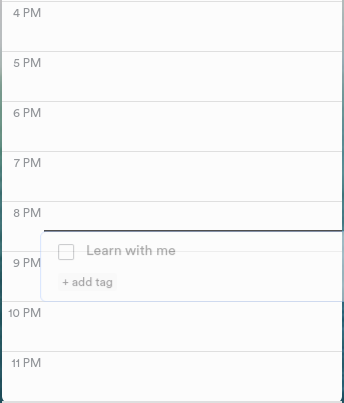 4 PM
5 PM
6 PM
7 PM
8 PM
Learn with me
9 PM
+ add tag
10 PM
11 PM